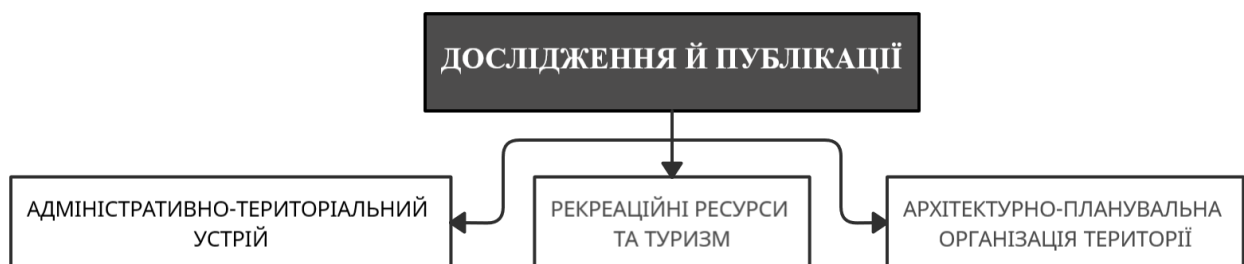 ДОСЛІДЖЕННЯ Й ПУБЛІКАЦІЇ
АДМІНІСТРАТИВНО-ТЕРИТОРІАЛЬНИЙ
УСТРІЙ
РЕКРЕАЦІЙНІ РЕСУРСИ
ТА ТУРИЗМ
АРХІТЕКТУРНО-ПЛАНУВАЛЬНА
ОРГАНІЗАЦІЯ ТЕРИТОРІЇ